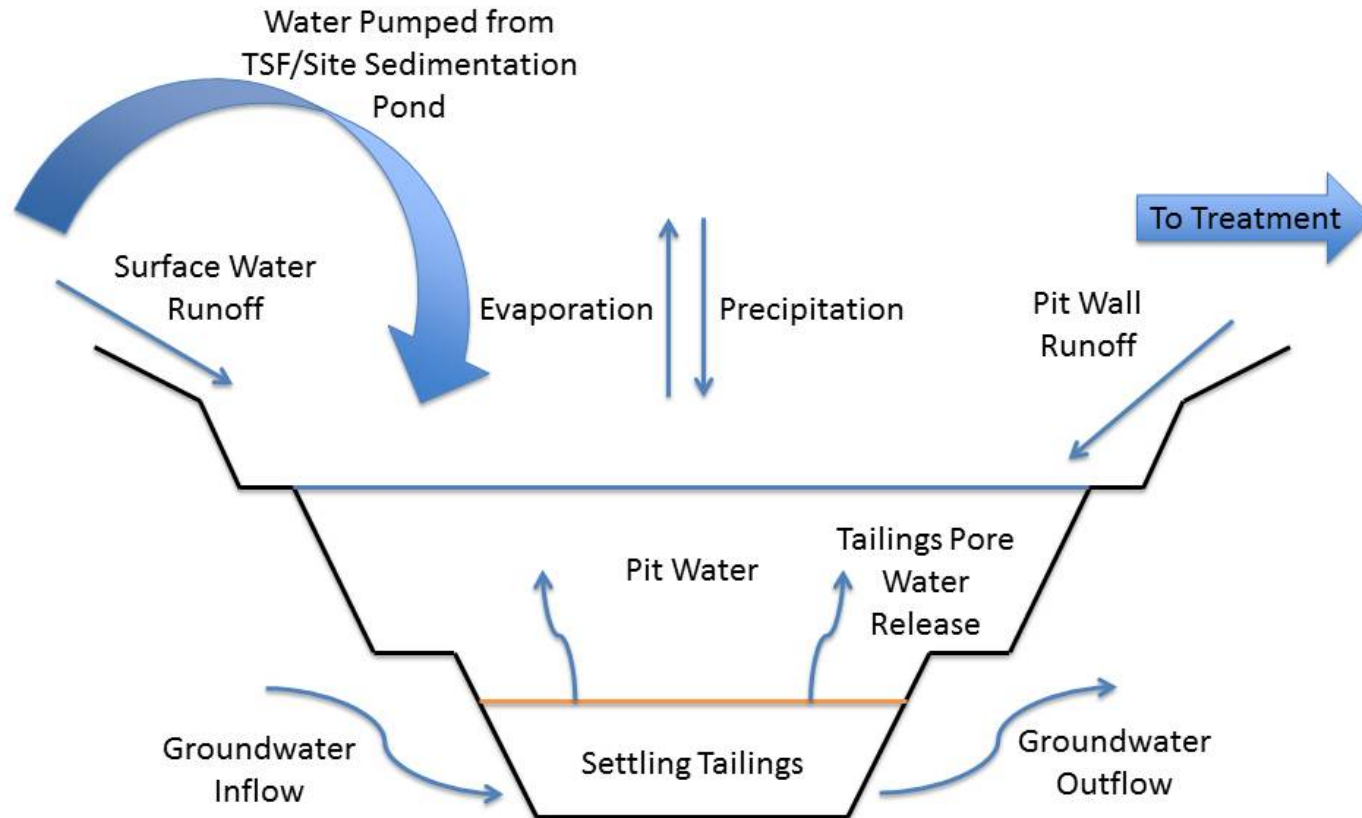 Water Pumped from
TSF/Site Sedimentation
Pond
To Treatment
Surface Water
Runoff
Evaporation
Precipitation
Pit Wall
Runoff
Pit Water
Tailings Pore
Water
Release
Groundwater
Inflow
Settling Tailings
Groundwater
Outflow